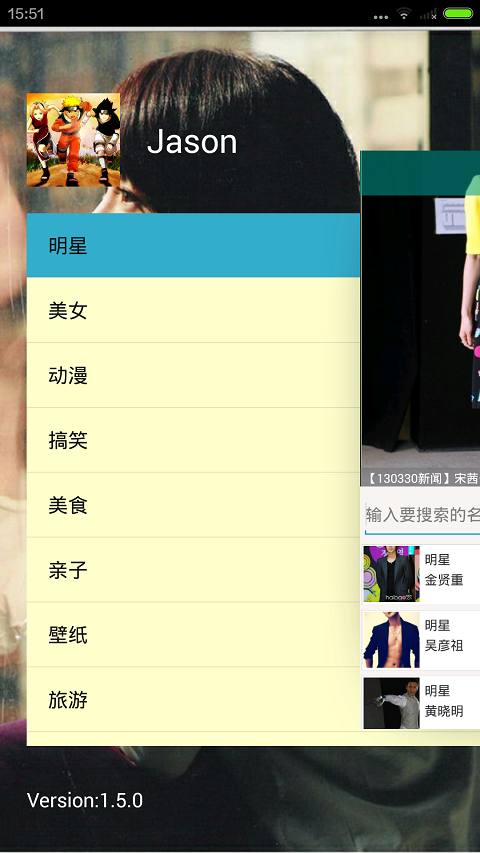 15:51
Jason
明星
美女
动漫
搞笑
美食
亲子
壁纸
旅游
Version:1.5.0
【130330新闻】宋茜
输入要搜索的名
明星
金贤重
明星
吴彦祖
明星
黄晓明